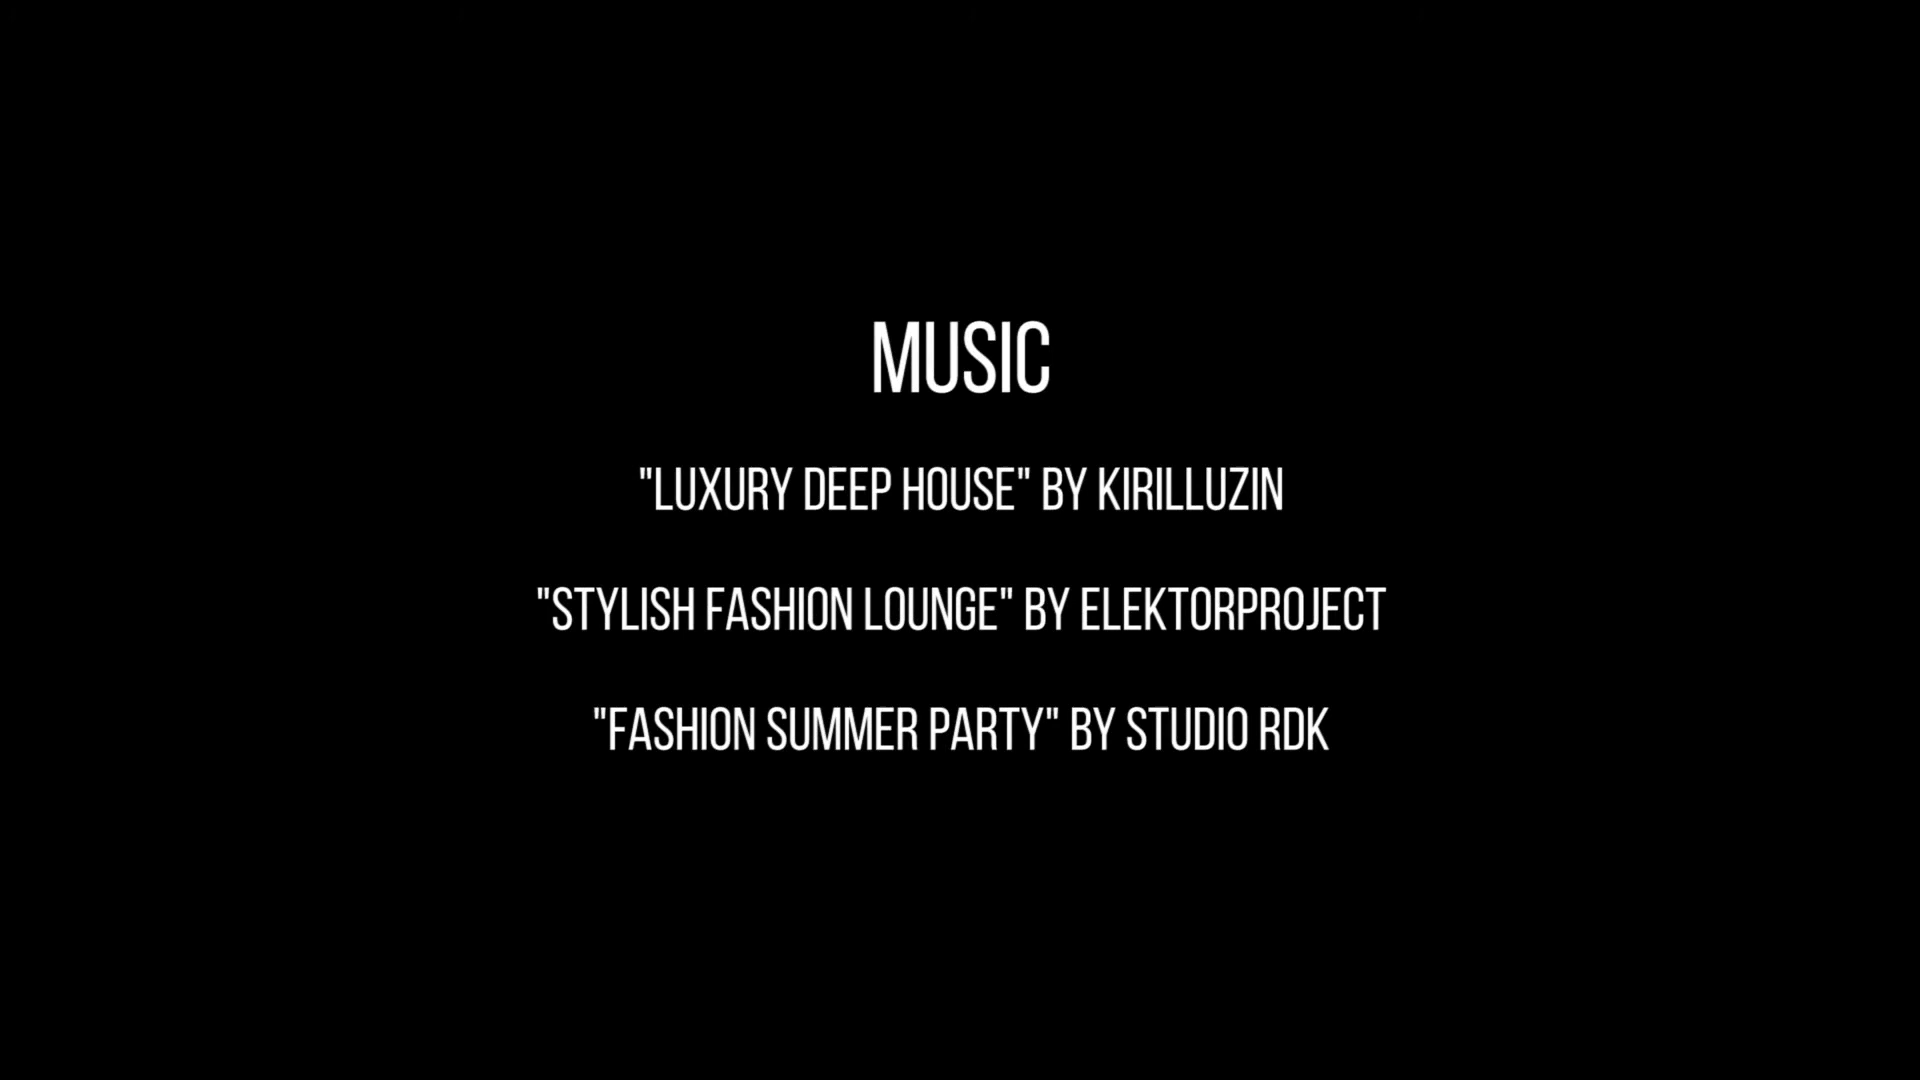 MUSIC
"LUXURY DEEP HOUSE" BY KIRILLUZIN
"STYLISH FASHION LOUNGE" BY ELEKTORPROJECT
"FASHION SUMMER PARTY" BY STUDIO RDK